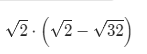 √2 · (√2 − √32)